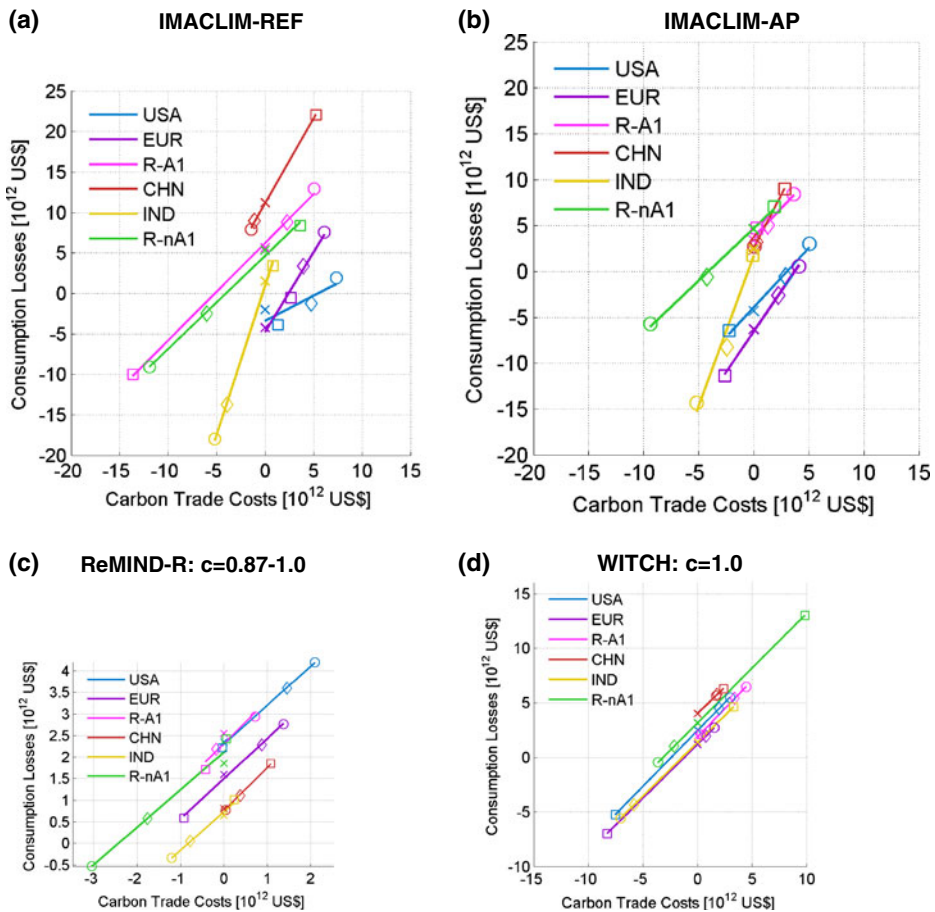 (a) IMACLIM-REF
25
20
15
10
5
0
-5
-10
-15
-20
-20 -15 -10 -5 0 5 10 15
USA
EUR
R-A1
CHN
IND
R-nA1
Consumption Losses [10^12 US$]
Carbon Trade Costs [10^12 US$]
(b) IMACLIM-AP
25
20
15
10
5
0
-5
-10
-15
-20
-15 -10 -5 0 5 10 15
USA
EUR
R-A1
CHN
IND
R-nA1
Consumption Losses [10^12 US$]
Carbon Trade Costs [10^12 US$]
(c) ReMIND-R: c=0.87-1.0
4
3.5
3
2.5
2
1.5
1
0.5
0
-0.5
-3 -2 -1 0 1 2
USA
EUR
R-A1
CHN
IND
R-nA1
Consumption Losses [10^12 US$]
Carbon Trade Costs [10^12 US$]
(d) WITCH: c=1.0
15
10
5
0
-5
-10
-15 -10 -5 0 5 10
USA
EUR
R-A1
CHN
IND
R-nA1
Consumption Losses [10^12 US$]
Carbon Trade Costs [10^12 US$]